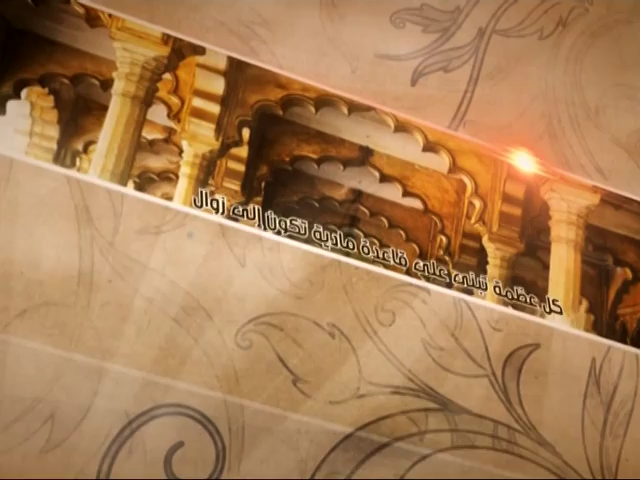 كل عظمة تبنى على قاعدة مادية تكون إلى زوال